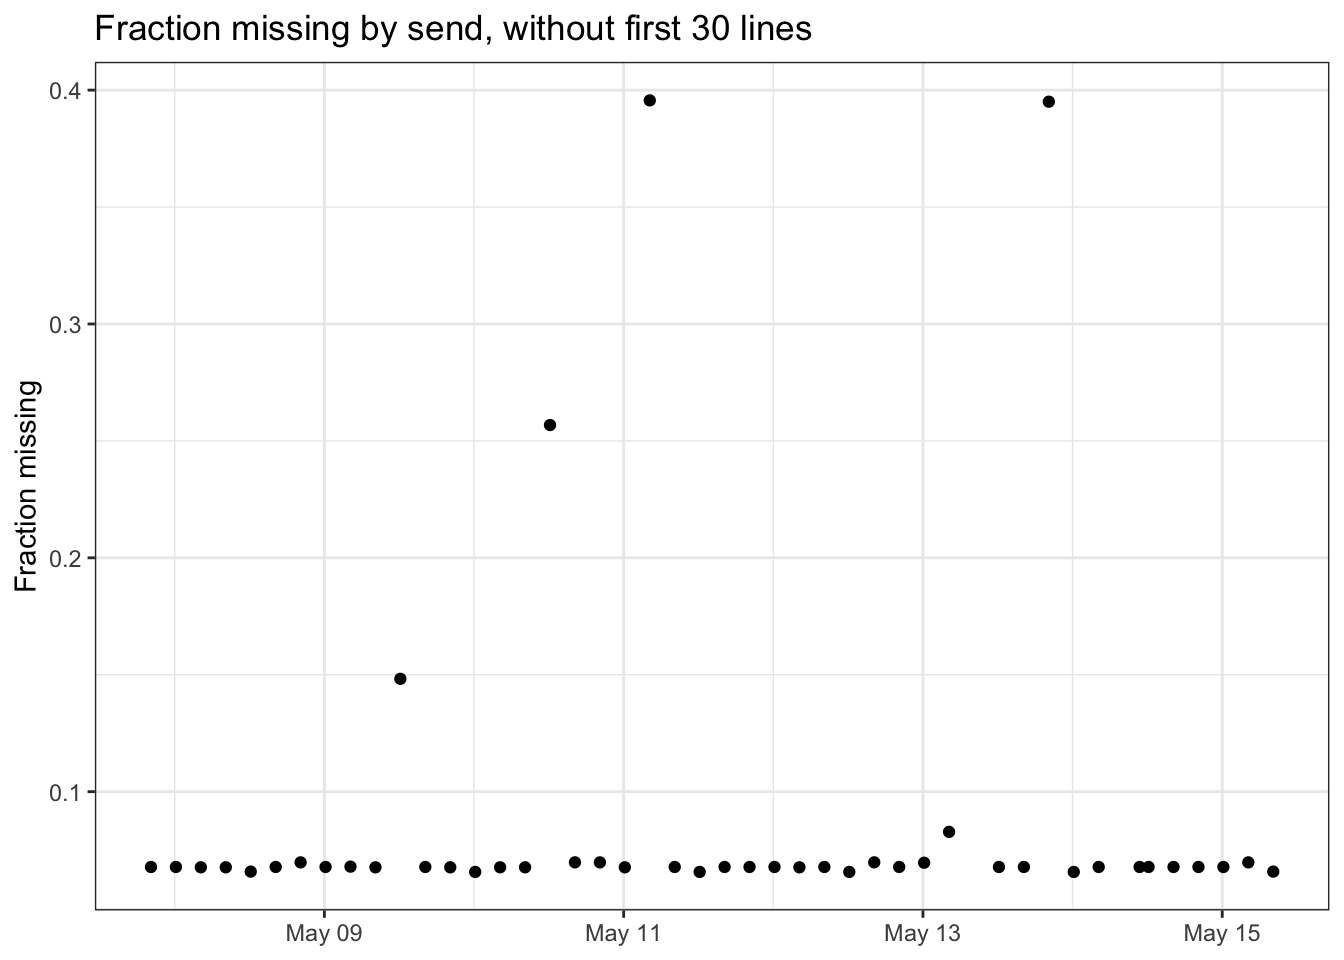 Fraction missing by send, without first 30 lines
0.4
0.3
0.2
0.1
Fraction missing
May 09
May 11
May 13
May 15